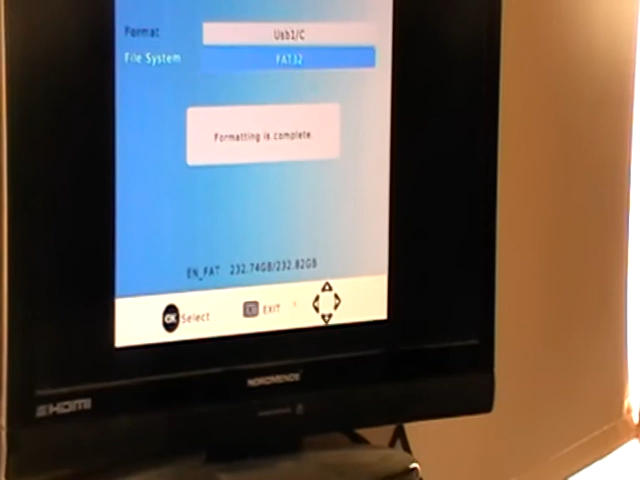 Format Usb1/C
File System FAT32
Formatting is complete
EN_FAT 232.74GB/232.82GB
OK Select EXIT
NORDMENDE
HDMI